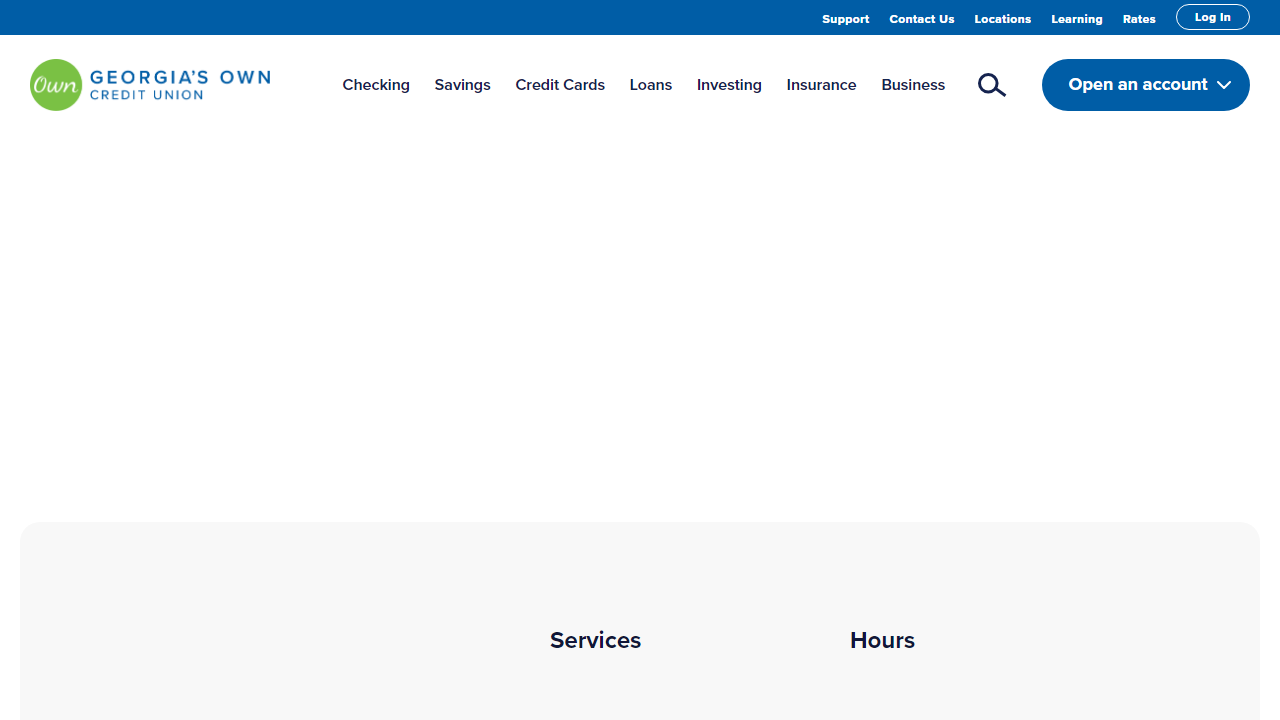 Support Contact Us Locations Learning Rates Log In
Own GEORGIA'S OWN
CREDIT UNION
Checking Savings Credit Cards Loans Investing Insurance Business
Open an account
Services Hours